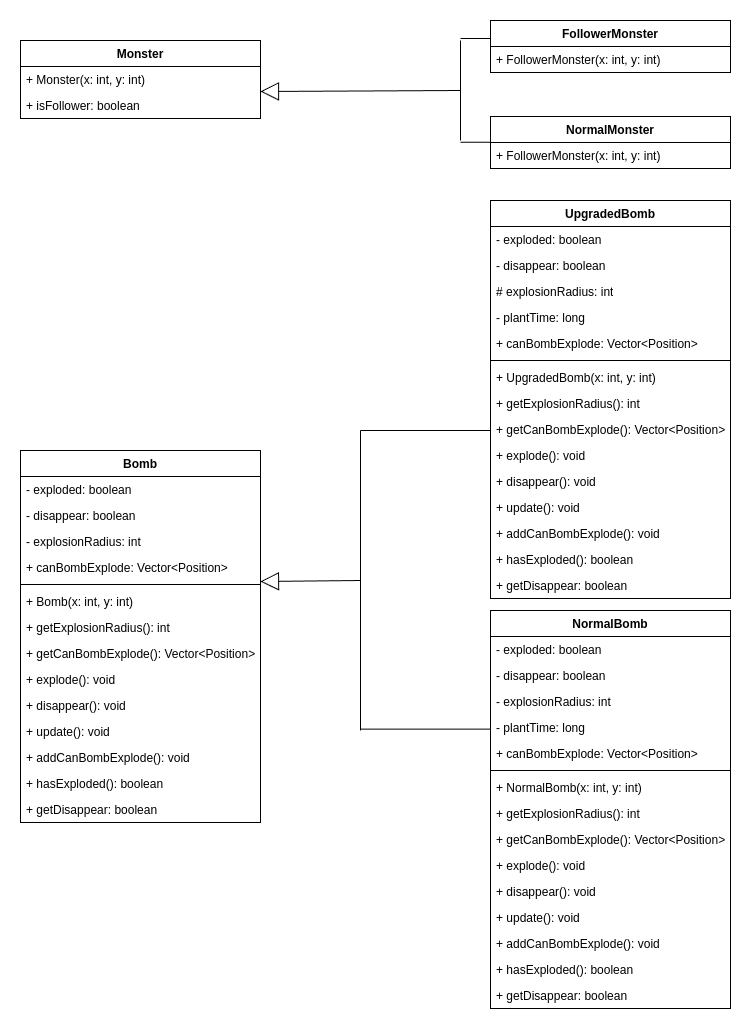 Monster
+ Monster(x: int, y: int)
+ isFollower: boolean
FollowerMonster
+ FollowerMonster(x: int, y: int)
NormalMonster
+ FollowerMonster(x: int, y: int)
UpgradedBomb
- exploded: boolean
- disappear: boolean
# explosionRadius: int
- plantTime: long
+ canBombExplode: Vector<Position>
+ UpgradedBomb(x: int, y: int)
+ getExplosionRadius(): int
+ getCanBombExplode(): Vector<Position>
+ explode(): void
+ disappear(): void
+ update(): void
+ addCanBombExplode(): void
+ hasExploded(): boolean
+ getDisappear: boolean
Bomb
- exploded: boolean
- disappear: boolean
- explosionRadius: int
+ canBombExplode: Vector<Position>
+ Bomb(x: int, y: int)
+ getExplosionRadius(): int
+ getCanBombExplode(): Vector<Position>
+ explode(): void
+ disappear(): void
+ update(): void
+ addCanBombExplode(): void
+ hasExploded(): boolean
+ getDisappear: boolean
NormalBomb
- exploded: boolean
- disappear: boolean
- explosionRadius: int
- plantTime: long
+ canBombExplode: Vector<Position>
+ NormalBomb(x: int, y: int)
+ getExplosionRadius(): int
+ getCanBombExplode(): Vector<Position>
+ explode(): void
+ disappear(): void
+ update(): void
+ addCanBombExplode(): void
+ hasExploded(): boolean
+ getDisappear: boolean